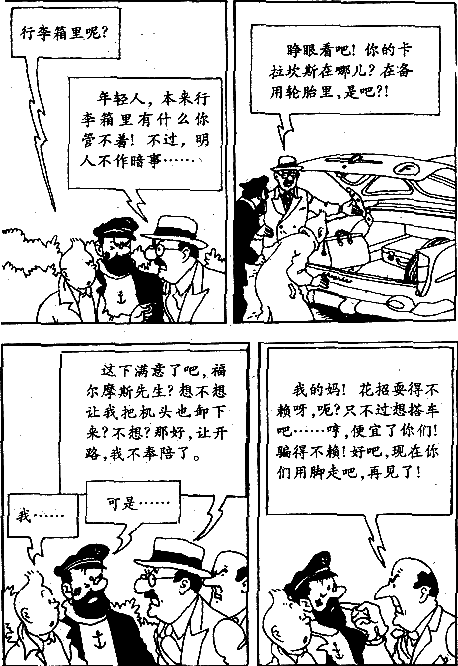 行李箱里呢?
年轻人,本来行
李箱里有什么你
管不着! 不过,明
人不作暗事……
睁眼看吧! 你的卡
拉坎斯在哪儿?在备
用轮胎里,是吧?!
这下满意了吧,福
尔摩斯先生?想不想
让我把机头也卸下
来?不想?那好,让开
路,我不奉陪了。
我……
可是……
我的妈! 花招耍得不
赖呀,呃?只不过想搭车
吧……哼,便宜了你们!
骗得不赖!好吧,现在你
们用脚走吧,再见了!